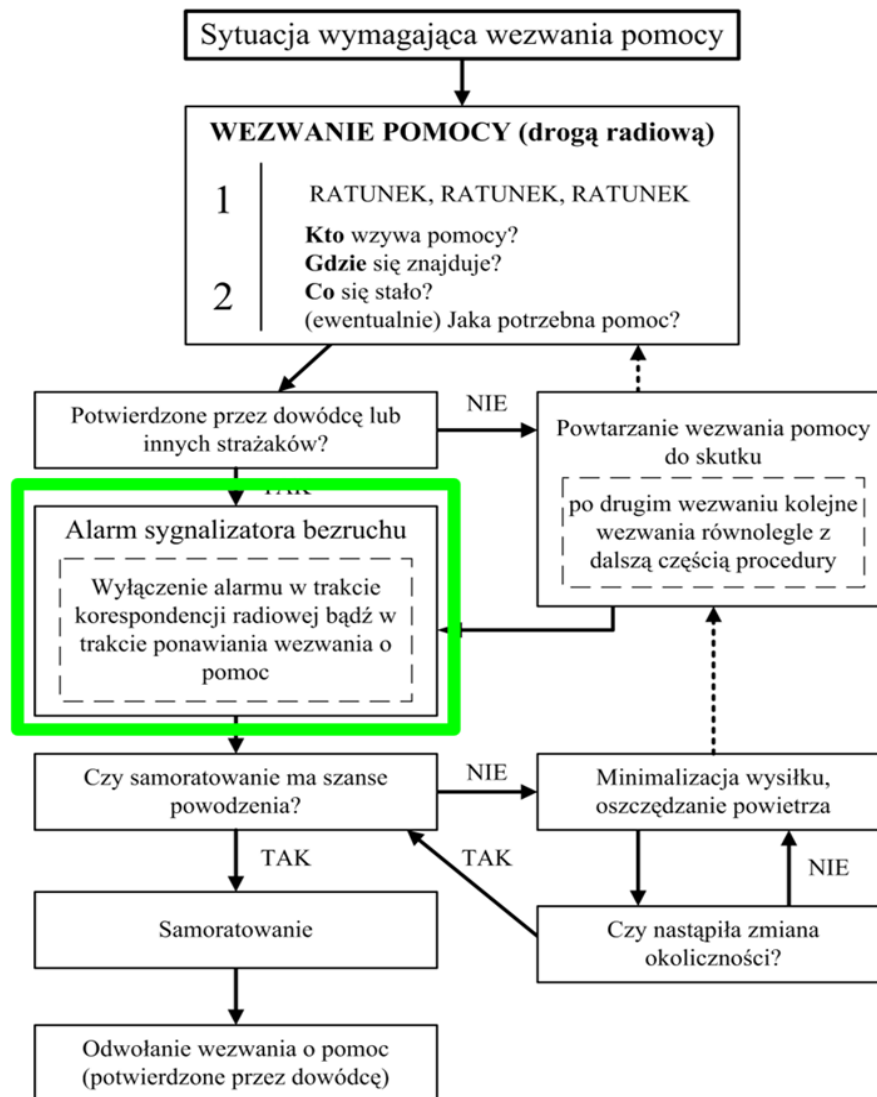 Sytuacja wymagająca wezwania pomocy
WEZWANIE POMOCY (drogą radiową)
1
RATUNEK, RATUNEK, RATUNEK
2
Kto wzywa pomocy?
Gdzie się znajduje?
Co się stało?
(ewentualnie) Jaka potrzebna pomoc?
Potwierdzone przez dowódcę lub
innych strażaków?
NIE
Powtarzanie wezwania pomocy
do skutku
po drugim wezwaniu kolejne
wezwania równolegle z
dalszą częścią procedury
TAK
Alarm sygnalizatora bezruchu
Wyłączenie alarmu w trakcie
korespondencji radiowej bądź w
trakcie ponawiania wezwania o
pomoc
Czy samoratowanie ma szanse
powodzenia?
NIE
Minimalizacja wysiłku,
oszczędzanie powietrza
TAK
TAK
NIE
Samoratowanie
Czy nastąpiła zmiana
okoliczności?
Odwołanie wezwania o pomoc
(potwierdzone przez dowódcę)